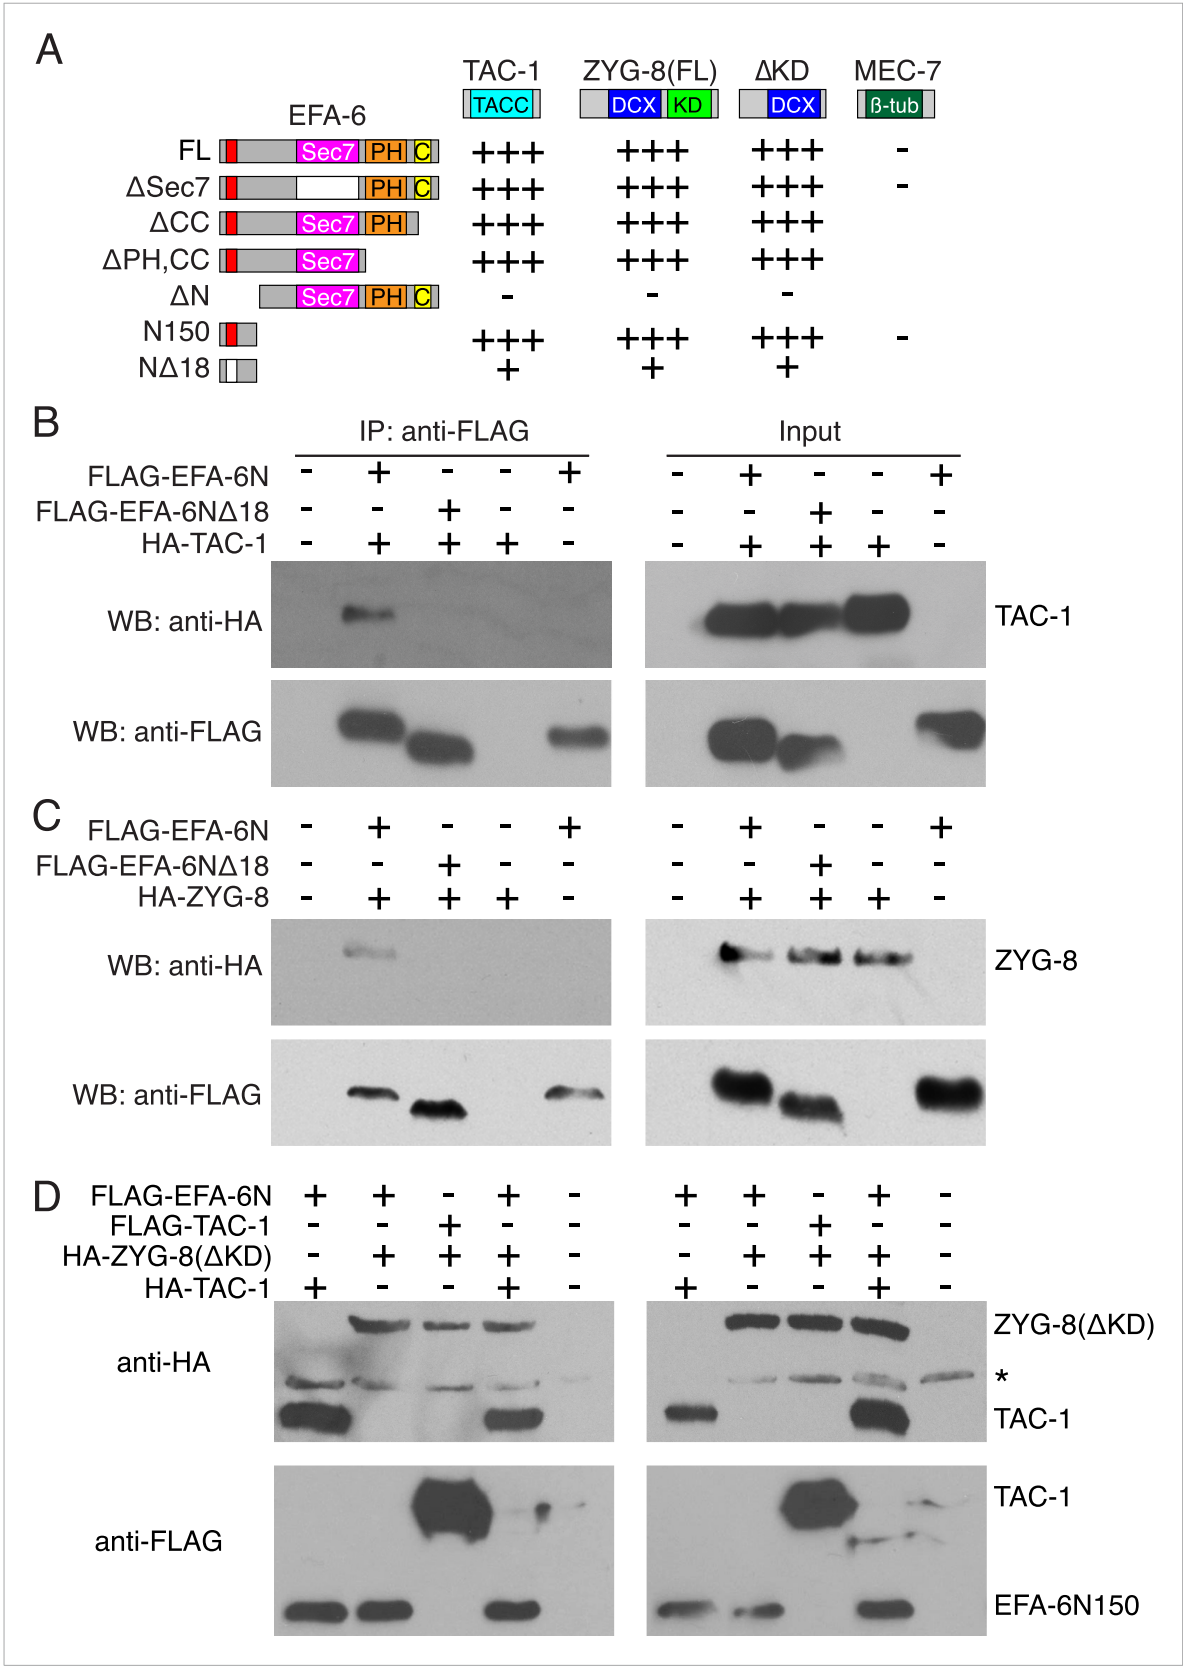 A
TAC-1 ZYG-8(FL) ΔKD MEC-7
TACC DCX KD DCX ß-tub
EFA-6
FL Sec7 PH C +++ +++ +++ -
ΔSec7 PH C +++ +++ +++ -
ΔCC Sec7 PH +++ +++ +++
ΔPH,CC Sec7 +++ +++ +++
ΔN Sec7 PH C - - -
N150 +++ +++ +++ -
NΔ18 + + +
B
IP: anti-FLAG Input
FLAG-EFA-6N - + - - + - + - - +
FLAG-EFA-6NΔ18 - - + - - - - + - -
HA-TAC-1 - + + + - - + + + -
WB: anti-HA TAC-1
WB: anti-FLAG
C
FLAG-EFA-6N - + - - + - + - - +
FLAG-EFA-6NΔ18 - - + - - - - + - -
HA-ZYG-8 - + + + - - + + + -
WB: anti-HA ZYG-8
WB: anti-FLAG
D
FLAG-EFA-6N + + - + - + + - + -
FLAG-TAC-1 - - + - - - - + - -
HA-ZYG-8(ΔKD) - + + + - - + + + -
HA-TAC-1 + - - + - + - - + -
ZYG-8(ΔKD)
anti-HA
*
TAC-1
TAC-1
anti-FLAG
EFA-6N150